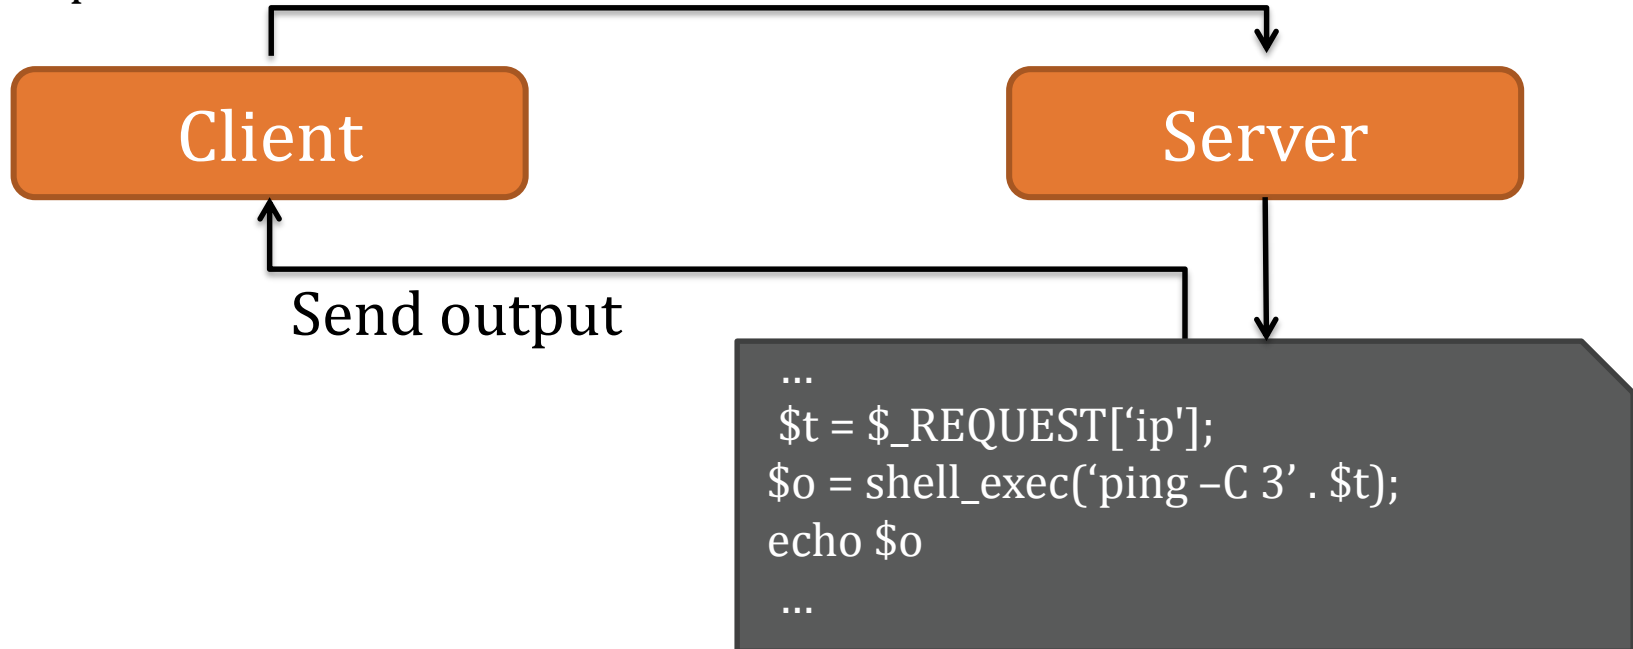 Client
Server
Send output
...
$t = $_REQUEST[‘ip'];
$o = shell_exec(‘ping –C 3’ . $t);
echo $o
...